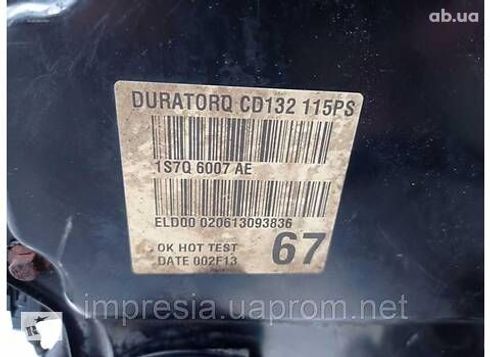 ab.ua
DURATORQ CD132 115PS
1S7Q 6007 AE
ELD00 020613093836
OK HOT TEST
DATE 002F13
67
impresia.uaprom.net